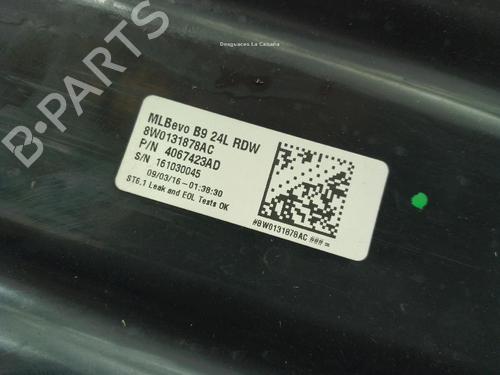 B-PARTS
Desguaces La Cabaña
MLBevo B9 24L RDW
8W0131878AC
P/N 4067423AD
S/N 161030045
09/03/16-01:38:30
ST6.1 Leak and EOL Tests OK
#8W0131878AC ###=